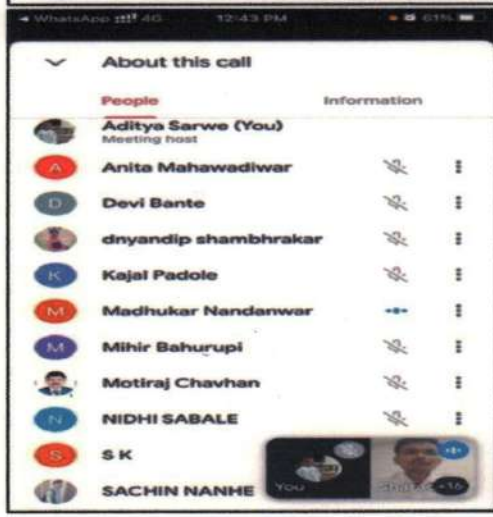 WhatsApp 4G 12:43 PM 61%
About this call
People Information
Aditya Sarwe (You)
Meeting host
A Anita Mahawadiwar
D Devi Bante
dnyandip shambhrakar
K Kajal Padole
M Madhukar Nandanwar
M Mihir Bahurupi
Motiraj Chavhan
N NIDHI SABALE
S S K
SACHIN NANHE
You +16